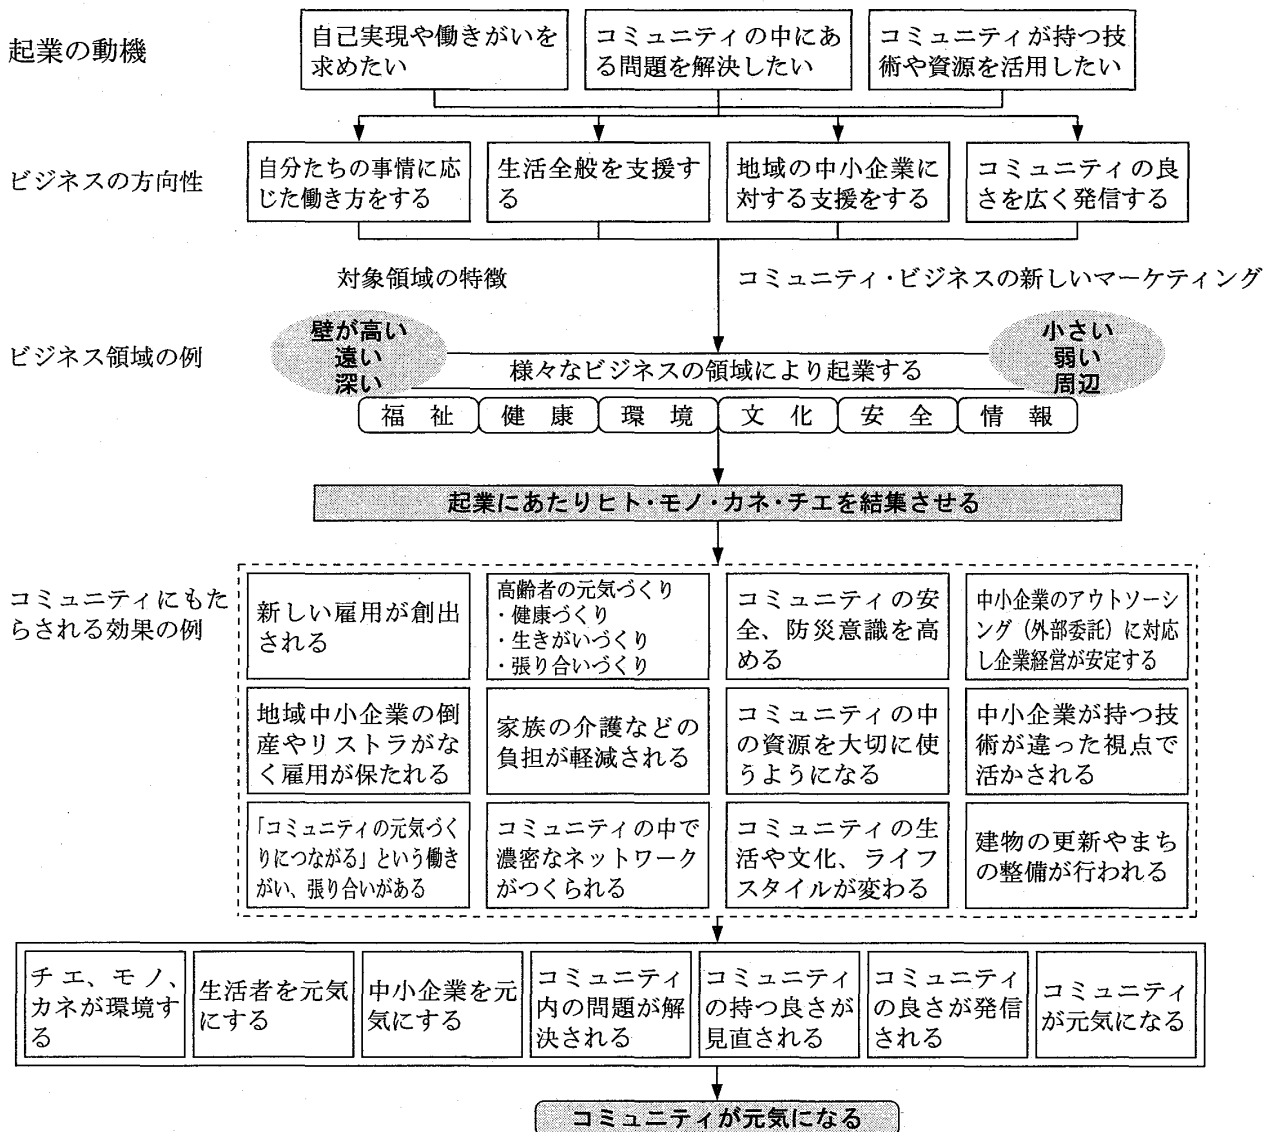 起業の動機
自己実現や働きがいを
求めたい
コミュニティの中にあ
る問題を解決したい
コミュニティが持つ技
術や資源を活用したい
ビジネスの方向性
自分たちの事情に応
じた働き方をする
生活全般を支援す
る
地域の中小企業に
対する支援をする
コミュニティの良
さを広く発信する
対象領域の特徴
コミュニティ・ビジネスの新しいマーケティング
ビジネス領域の例
壁が高い
遠い
深い
様々なビジネスの領域により起業する
小さい
弱い
周辺
福祉
健康
環境
文化
安全
情報
起業にあたりヒト・モノ・カネ・チエを結集させる
コミュニティにもた
らされる効果の例
新しい雇用が創出
される
高齢者の元気づくり
・健康づくり
・生きがいづくり
・張り合いづくり
コミュニティの安
全、防災意識を高
める
中小企業のアウトソーシ
ング（外部委託）に対応
し企業経営が安定する
地域中小企業の倒
産やリストラがな
く雇用が保たれる
家族の介護などの
負担が軽減される
コミュニティの中
の資源を大切に使
うようになる
中小企業が持つ技
術が違った視点で
活かされる
「コミュニティの元気づく
りにつながる」という働き
がい、張り合いがある
コミュニティの中で
濃密なネットワーク
がつくられる
コミュニティの生
活や文化、ライフ
スタイルが変わる
建物の更新やまち
の整備が行われる
チエ、モノ、
カネが環境す
る
生活者を元気
にする
中小企業を元
気にする
コミュニティ
内の問題が解
決される
コミュニティ
の持つ良さが
見直される
コミュニティ
の良さが発信
される
コミュニティ
が元気になる
コミュニティが元気になる